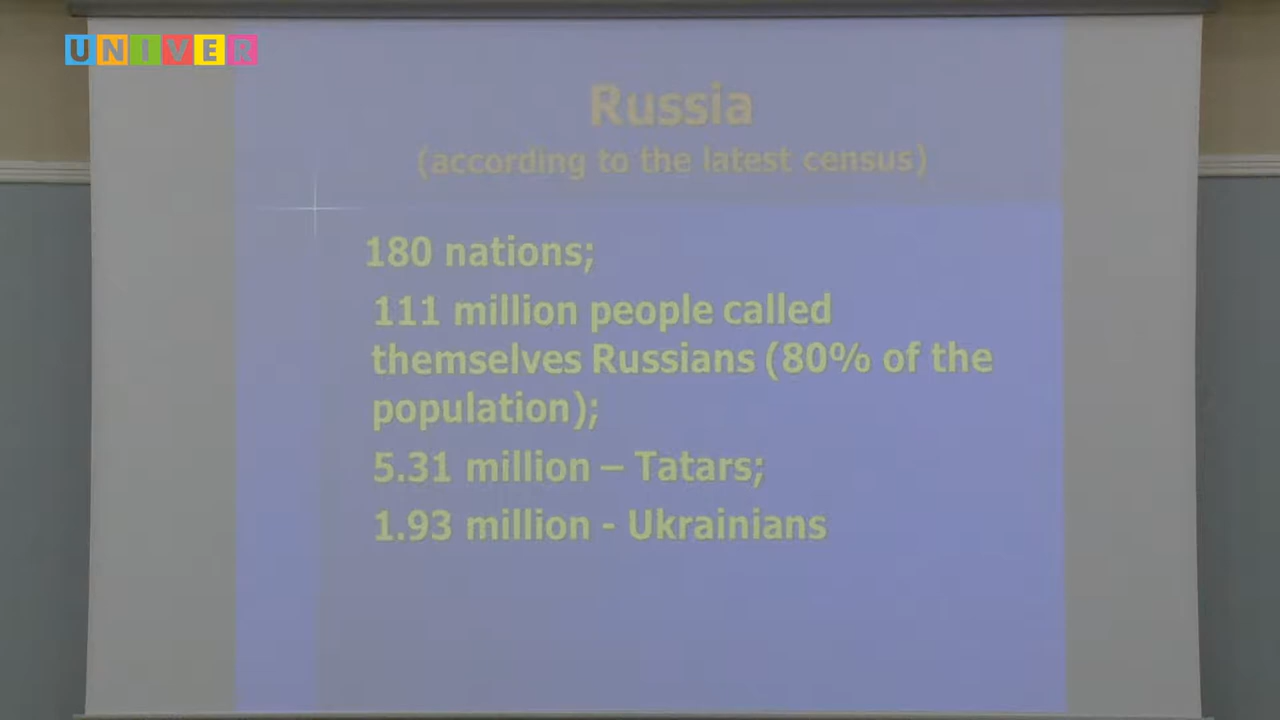 UNIVER
Russia
(according to the latest census)
180 nations;
111 million people called
themselves Russians (80% of the
population);
5.31 million – Tatars;
1.93 million - Ukrainians